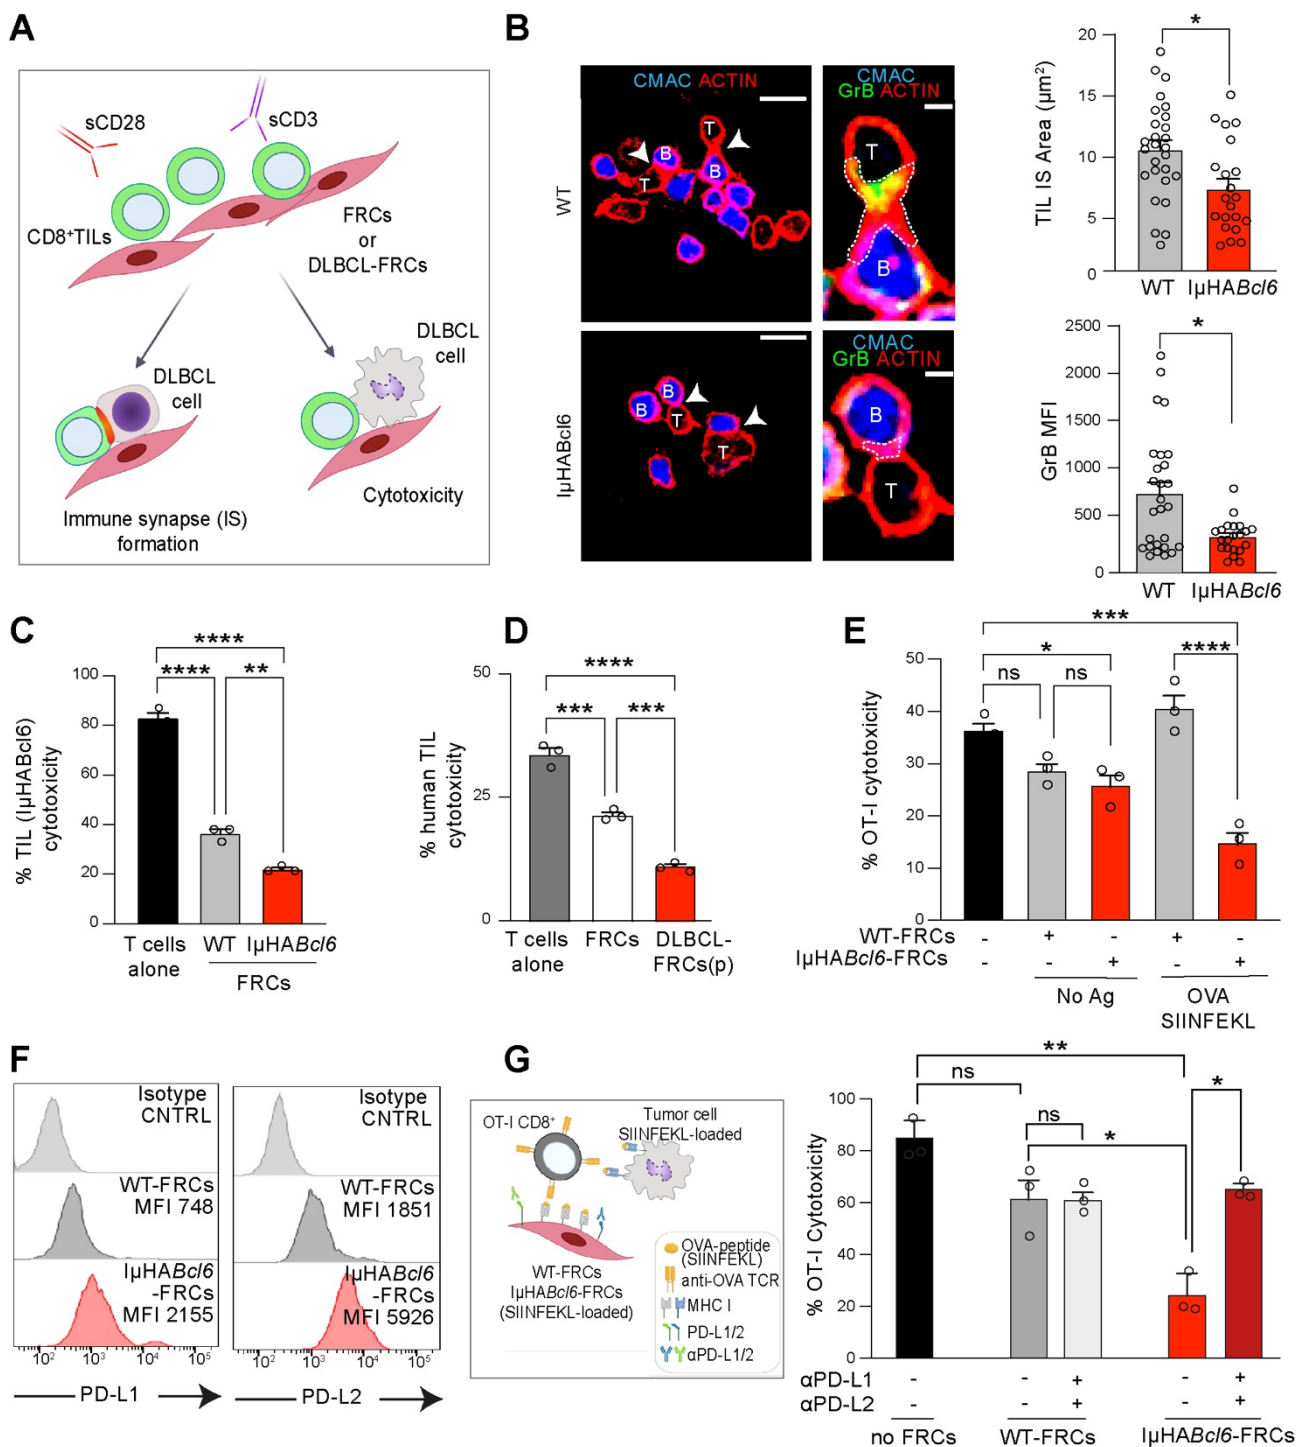 A
sCD28
sCD3
CD8⁺TILs
FRCs
or
DLBCL-FRCs
DLBCL
cell
DLBCL
cell
Immune synapse (IS)
formation
Cytotoxicity
B
CMAC ACTIN
CMAC
GrB ACTIN
WT
T
B
B
T
T
B
IµHABcl6
CMAC
GrB ACTIN
B
B
T
T
B
T
TIL IS Area (µm²)
20
15
10
5
0
*
WT
IµHABcl6
GrB MFI
2500
2000
1500
1000
500
0
*
WT
IµHABcl6
C
% TIL (IµHABcl6)
cytotoxicity
100
80
60
40
20
0
****
****
**
T cells
alone
WT
IµHABcl6
FRCs
D
% human TIL
cytotoxicity
50
25
0
****
***
***
T cells
alone
FRCs
DLBCL-
FRCs(p)
E
% OT-I cytotoxicity
50
40
30
20
10
0
***
*
****
ns
ns
WT-FRCs - + - + -
IµHABcl6-FRCs - - + - +
No Ag
OVA
SIINFEKL
F
Isotype
CNTRL
WT-FRCs
MFI 748
IµHABcl6
-FRCs
MFI 2155
10² 10³ 10⁴ 10⁵
PD-L1
Isotype
CNTRL
WT-FRCs
MFI 1851
IµHABcl6
-FRCs
MFI 5926
10² 10³ 10⁴ 10⁵
PD-L2
G
OT-I CD8⁺
Tumor cell
SIINFEKL-loaded
WT-FRCs
IµHABcl6-FRCs
(SIINFEKL-loaded)
OVA-peptide
(SIINFEKL)
anti-OVA TCR
MHC I
PD-L1/2
αPD-L1/2
% OT-I Cytotoxicity
100
80
60
40
20
0
**
ns
*
ns
*
αPD-L1 - - + - +
αPD-L2 - - + - +
no FRCs
WT-FRCs
IµHABcl6-FRCs